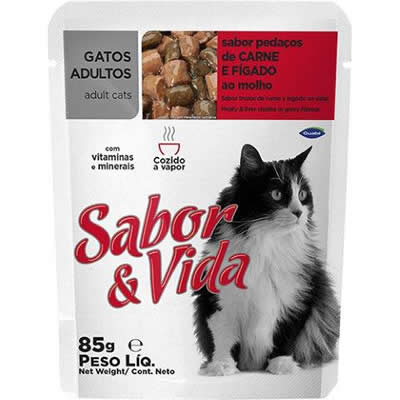 GATOS
ADULTOS
adult cats
sabor pedaços
de CARNE
E FÍGADO
ao molho
Guabi
com
vitaminas
e minerais
Cozido
a vapor
Sabor
& Vida
85g e
PESO LÍQ.
Net Weight/ Cont. Neto